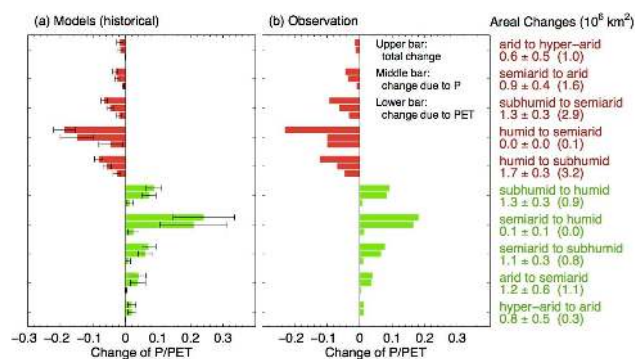 (a) Models (historical)
(b) Observation
Areal Changes (10⁶ km²)
Upper bar:
total change
Middle bar:
change due to P
Lower bar:
change due to PET
arid to hyper-arid
0.6 ± 0.5 (1.0)
semiarid to arid
0.9 ± 0.4 (1.6)
subhumid to semiarid
1.3 ± 0.3 (2.9)
humid to semiarid
0.0 ± 0.0 (0.1)
humid to subhumid
1.7 ± 0.3 (3.2)
subhumid to humid
1.3 ± 0.3 (0.9)
semiarid to humid
0.1 ± 0.1 (0.0)
semiarid to subhumid
1.1 ± 0.3 (0.8)
arid to semiarid
1.2 ± 0.6 (1.1)
hyper-arid to arid
0.8 ± 0.5 (0.3)
−0.3 −0.2 −0.1 0 0.1 0.2 0.3
−0.2 −0.1 0 0.1 0.2 0.3
Change of P/PET
Change of P/PET